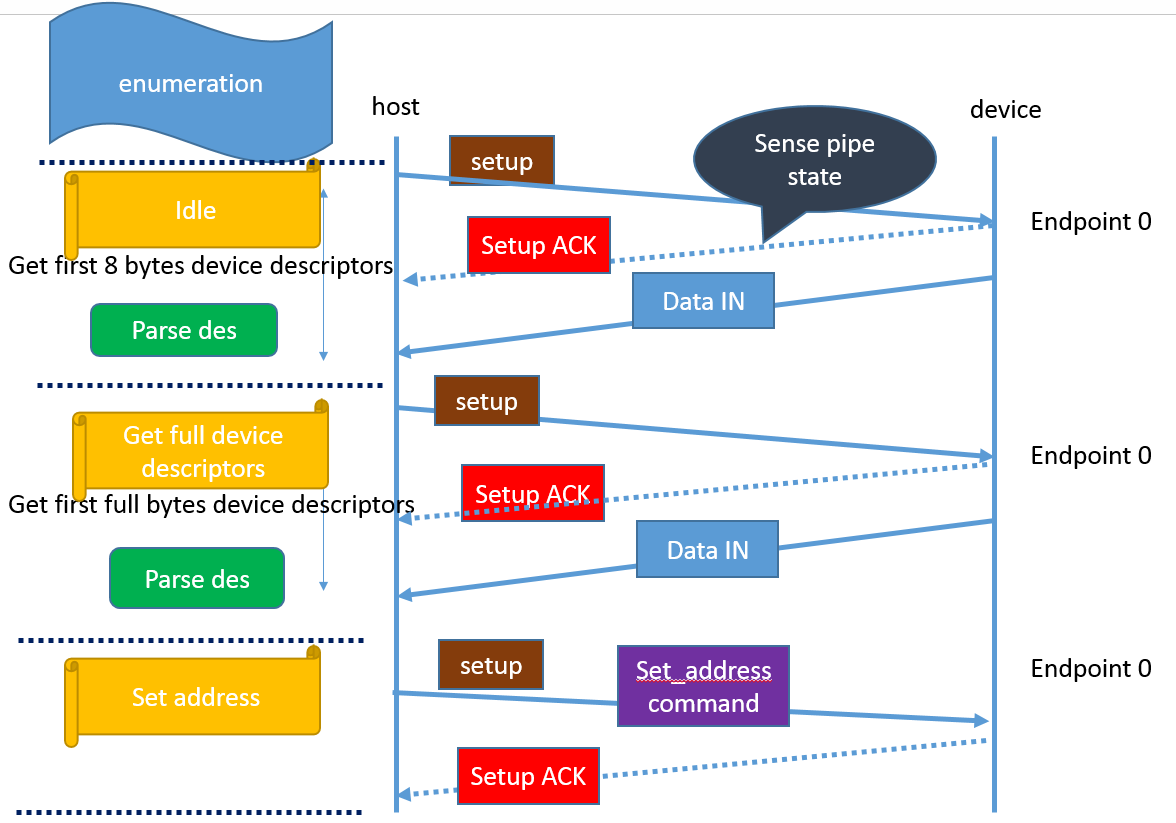 enumeration
host
device
setup
Sense pipe
state
Idle
Endpoint 0
Setup ACK
Get first 8 bytes device descriptors
Data IN
Parse des
setup
Get full device
descriptors
Endpoint 0
Setup ACK
Get first full bytes device descriptors
Data IN
Parse des
setup
Set_address
command
Endpoint 0
Set address
Setup ACK